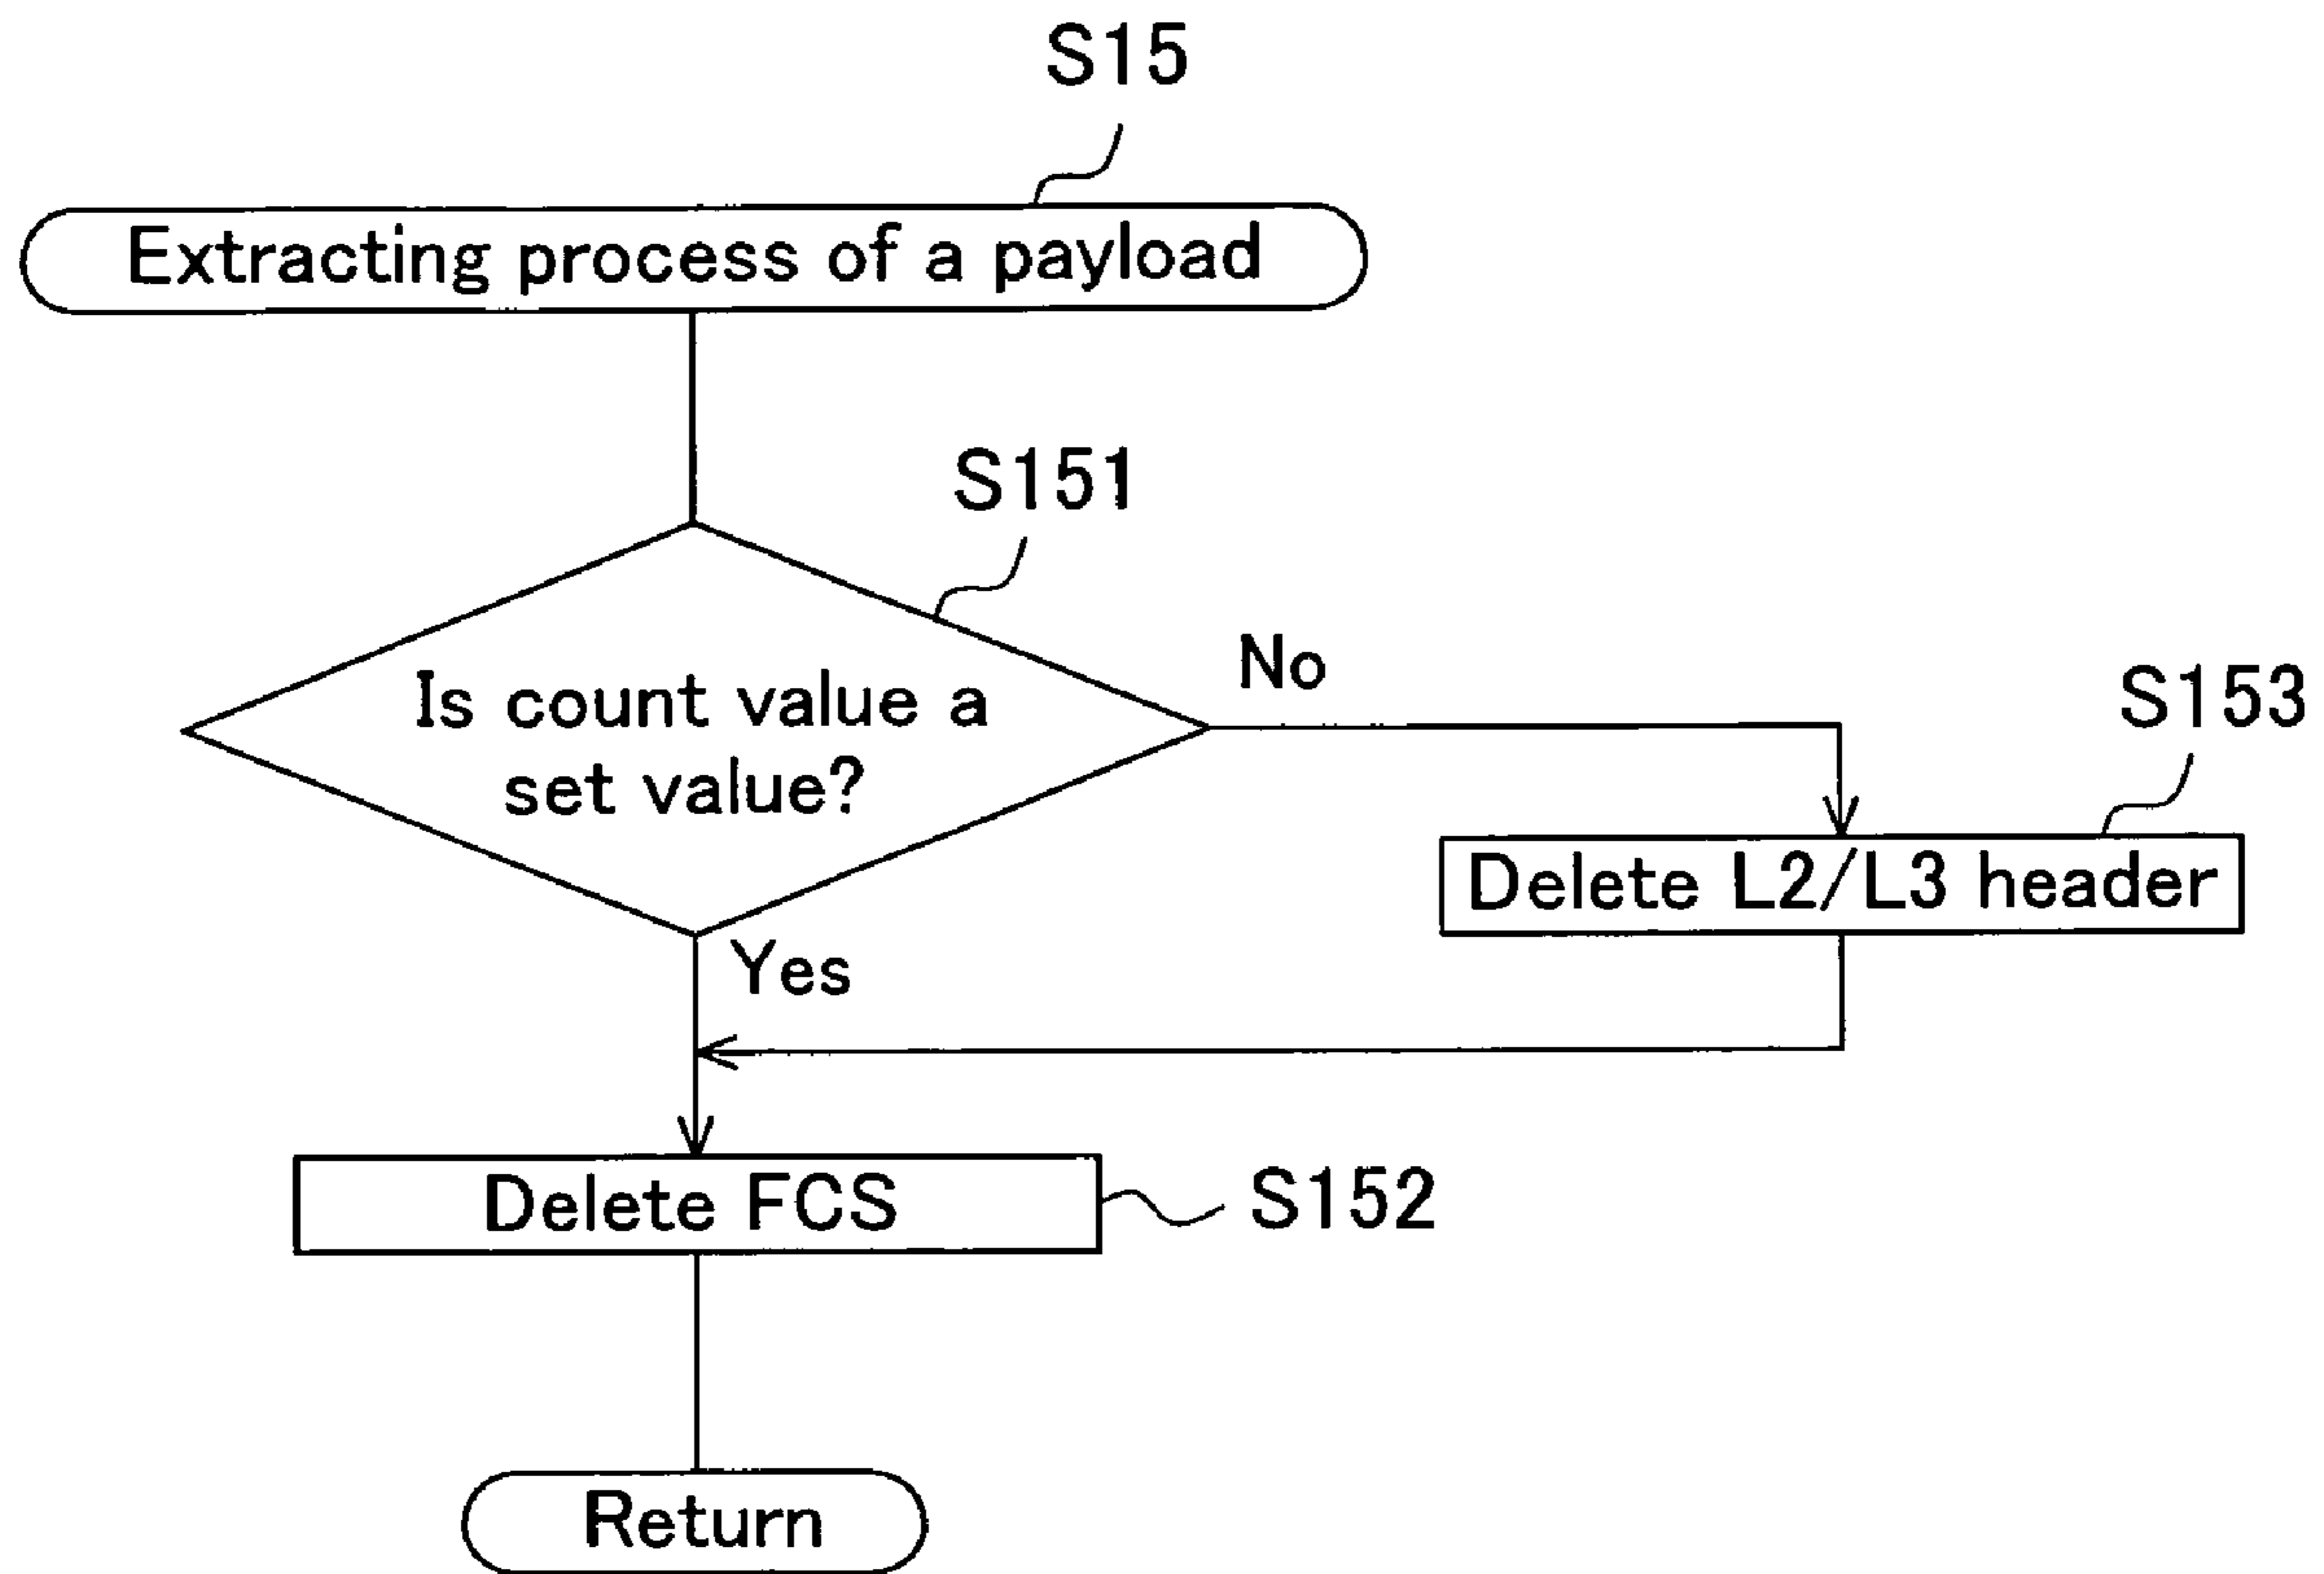 S15
Extracting process of a payload
S151
Is count value a
set value?
No
S153
Delete L2/L3 header
Yes
Delete FCS
S152
Return